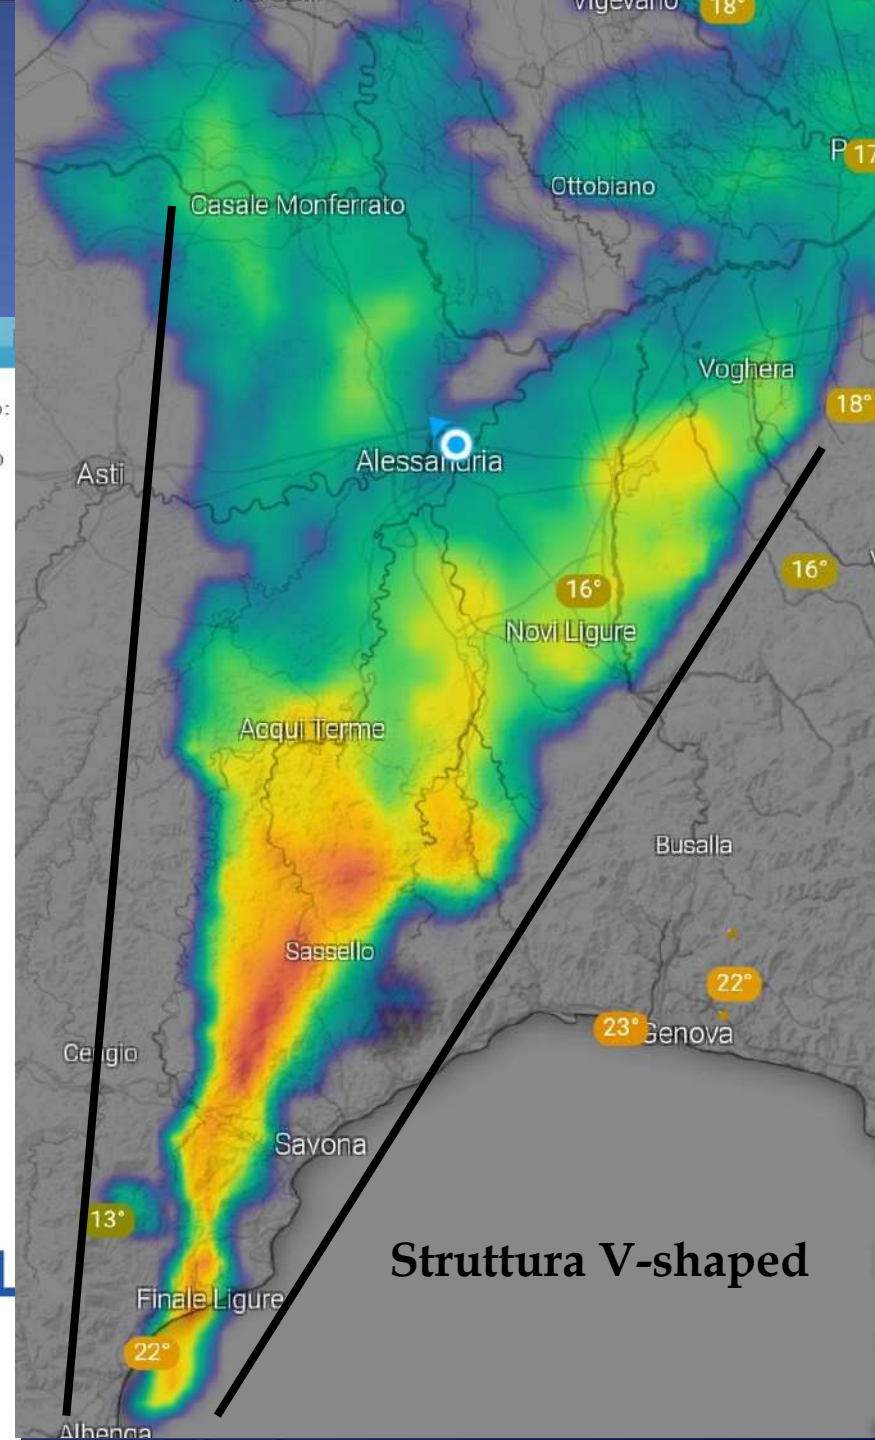 18°
17
Ottobiano
Casale Monferrato
Voghera
18°
Asti
Alessandria
16°
16°
Novi Ligure
Acqui Terme
Busalla
Sassello
22°
23°
Genova
Cengio
Savona
13°
Struttura V-shaped
Finale Ligure
22°
Albenga